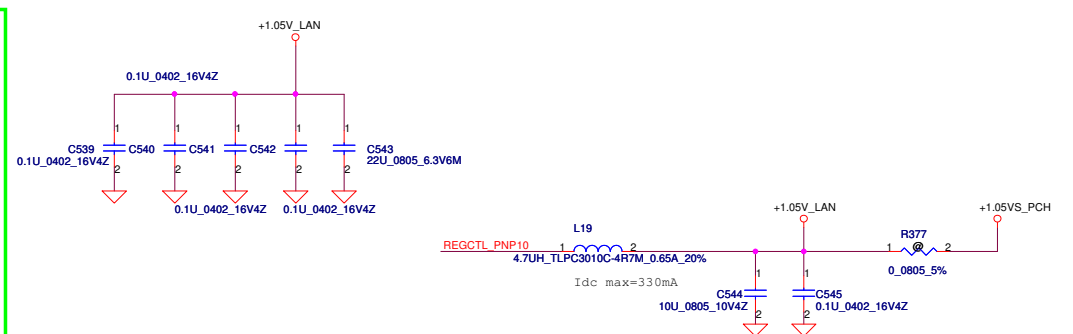 +1.05V_LAN
0.1U_0402_16V4Z
1 1 1 1 1
C539 C540 C541 C542 C543
0.1U_0402_16V4Z 22U_0805_6.3V6M
2 2 2 2 2
0.1U_0402_16V4Z 0.1U_0402_16V4Z
+1.05V_LAN +1.05VS_PCH
L19 R377
@
REGCTL_PNP10 1 2 1 2
4.7UH_TLPC3010C-4R7M_0.65A_20% 0_0805_5%
1 1
Idc max=330mA
C544 C545
10U_0805_10V4Z 0.1U_0402_16V4Z
2 2